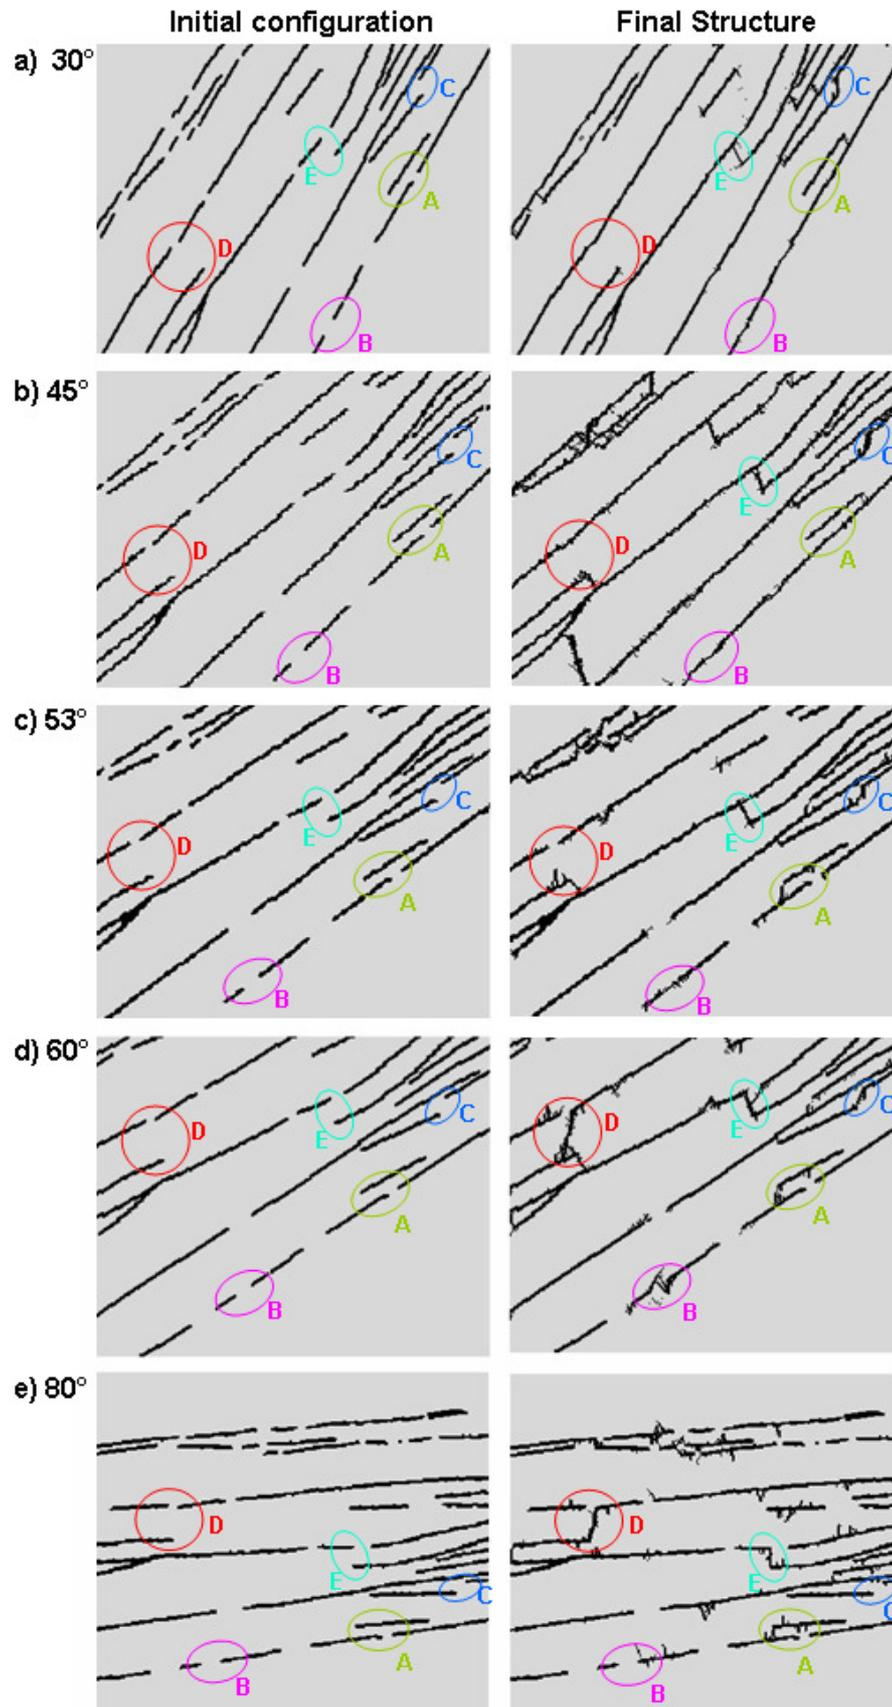 Initial configuration Final Structure
a) 30°
C C
E E
A A
D D
B B
b) 45°
C C
E
D D
A A
B B
c) 53°
C C
E E
D D
A A
B B
d) 60°
C C
E E
D D
A A
B B
e) 80°
D D
E E
C C
A A
B B